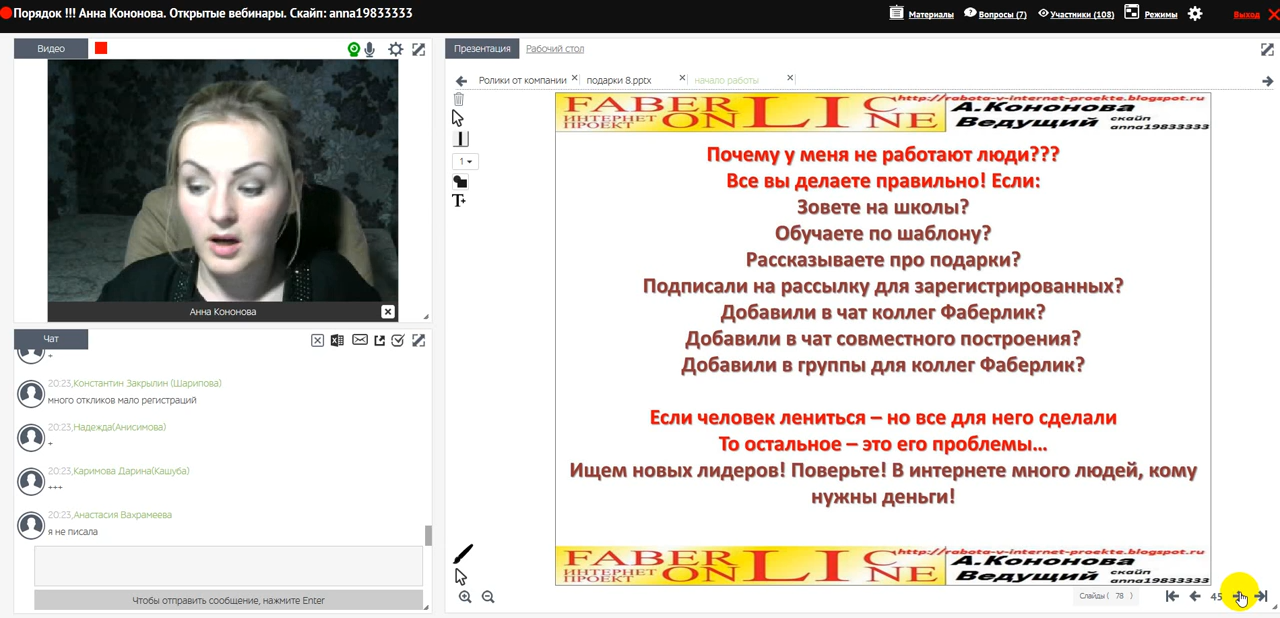 Порядок !!! Анна Кононова. Открытые вебинары. Скайп: anna19833333
Материалы
Вопросы (7)
Участники (108)
Режимы
Выход
Видео
Анна Кононова
Чат
+
20:23,Константин Закрылин (Шарипова)
много откликов мало регистраций
20:23,Надежда(Анисимова)
+
20:23,Каримова Дарина(Кашуба)
+++
20:23,Анастасия Вахрамеева
я не писала
Чтобы отправить сообщение, нажмите Enter
Презентация
Рабочий стол
Ролики от компании
подарки 8.pptx
начало работы
1
T+
FABER ONLINE
ИНТЕРНЕТ
ПРОЕКТ
http://rabota-v-internet-proekte.blogspot.ru
А.Кононова
Ведущий скайп
anna19833333
Почему у меня не работают люди???
Все вы делаете правильно! Если:
Зовете на школы?
Обучаете по шаблону?
Рассказываете про подарки?
Подписали на рассылку для зарегистрированных?
Добавили в чат коллег Фаберлик?
Добавили в чат совместного построения?
Добавили в группы для коллег Фаберлик?
Если человек лениться – но все для него сделали
То остальное – это его проблемы…
Ищем новых лидеров! Поверьте! В интернете много людей, кому
нужны деньги!
FABER ONLINE
ИНТЕРНЕТ
ПРОЕКТ
http://rabota-v-internet-proekte.blogspot.ru
А.Кононова
Ведущий скайп
anna19833333
Слайды ( 78 )
45